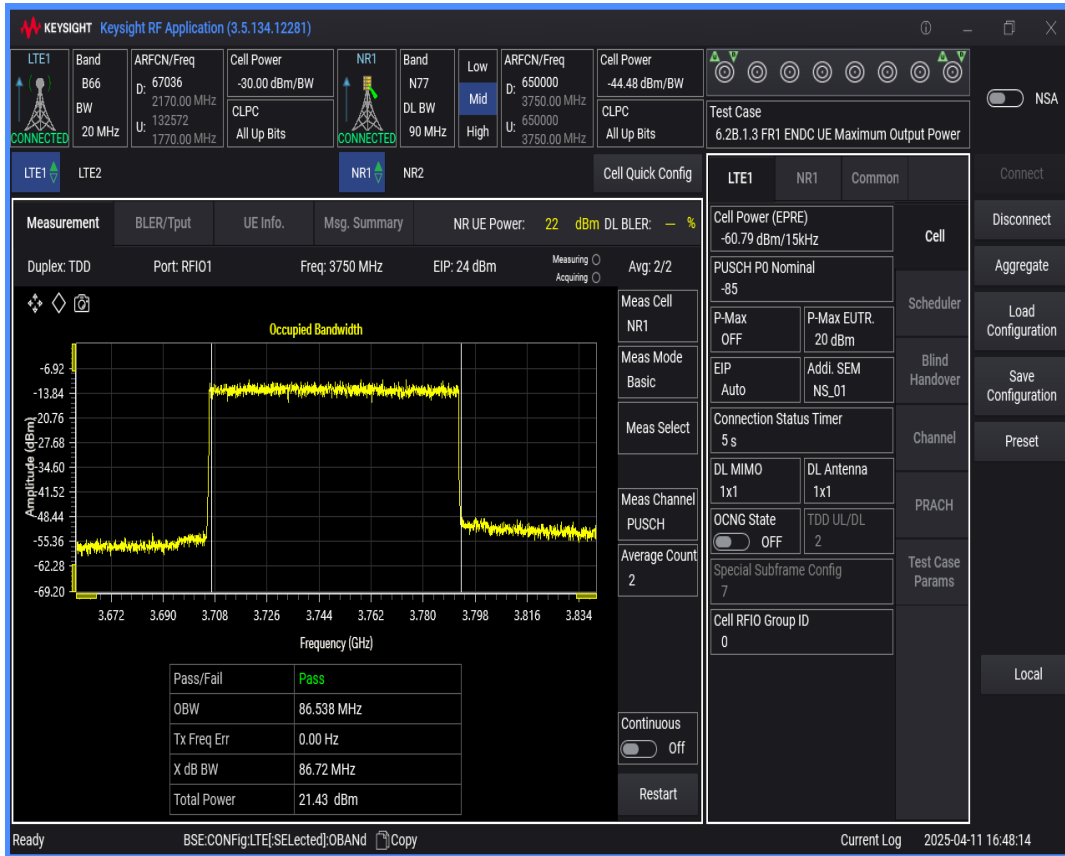 KEYSIGHT Keysight RF Application (3.5.134.12281)
LTE1 Band ARFCN/Freq Cell Power NR1 Band Low ARFCN/Freq Cell Power
B66 D: 67036 -30.00 dBm/BW N77 D: 650000 -44.48 dBm/BW
2170.00 MHz Mid 3750.00 MHz
BW U: 132572 CLPC DL BW U: 650000 CLPC
CONNECTED 20 MHz 1770.00 MHz All Up Bits CONNECTED 90 MHz High 3750.00 MHz All Up Bits
Test Case
6.2B.1.3 FR1 ENDC UE Maximum Output Power
NSA
LTE1 LTE2 NR1 NR2 Cell Quick Config
Measurement BLER/Tput UE Info. Msg. Summary NR UE Power: 22 dBm DL BLER: — %
Duplex: TDD Port: RFIO1 Freq: 3750 MHz EIP: 24 dBm Measuring Avg: 2/2
Acquiring
Occupied Bandwidth
Amplitude (dBm)
-6.92
-13.84
-20.76
-27.68
-34.60
-41.52
-48.44
-55.36
-62.28
-69.20
3.672 3.690 3.708 3.726 3.744 3.762 3.780 3.798 3.816 3.834
Frequency (GHz)
Pass/Fail Pass
OBW 86.538 MHz
Tx Freq Err 0.00 Hz
X dB BW 86.72 MHz
Total Power 21.43 dBm
Meas Cell
NR1
Meas Mode
Basic
Meas Select
Meas Channel
PUSCH
Average Count
2
Continuous
Off
Restart
LTE1 NR1 Common
Cell Power (EPRE)
-60.79 dBm/15kHz
PUSCH P0 Nominal
-85
P-Max P-Max EUTR.
OFF 20 dBm
EIP Addi. SEM
Auto NS_01
Connection Status Timer
5 s
DL MIMO DL Antenna
1x1 1x1
OCNG State TDD UL/DL
OFF 2
Special Subframe Config
7
Cell RFIO Group ID
0
Cell
Scheduler
Blind
Handover
Channel
PRACH
Test Case
Params
Connect
Disconnect
Aggregate
Load
Configuration
Save
Configuration
Preset
Local
Ready BSE:CONFig:LTE[:SELected]:OBANd Copy Current Log 2025-04-11 16:48:14